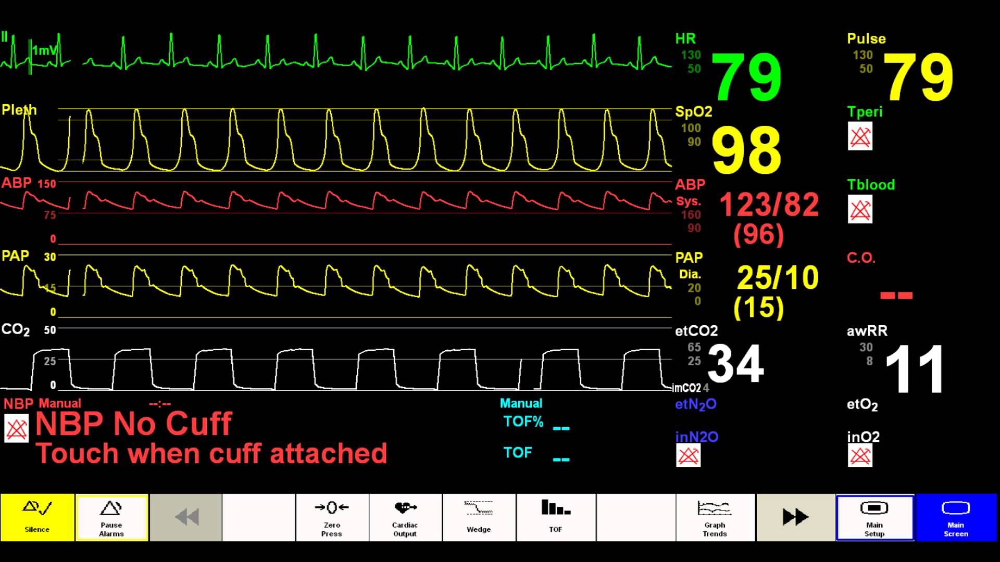 II
1mV
HR
130
50
79
Pulse
130
50
79
Pleth
SpO2
100
90
98
Tperi
ABP 150
75
0
ABP
Sys.
160
90
123/82
(96)
Tblood
PAP 30
15
0
PAP
Dia.
20
0
25/10
(15)
C.O.
--
CO2 50
25
0
etCO2
65
25
34
imCO2 4
awRR
30
8
11
NBP Manual --:--
NBP No Cuff
Touch when cuff attached
Manual
TOF% --
TOF --
etN2O
inN2O
etO2
inO2
Silence
Pause
Alarms
Zero
Press
Cardiac
Output
Wedge
TOF
Graph
Trends
Main
Setup
Main
Screen